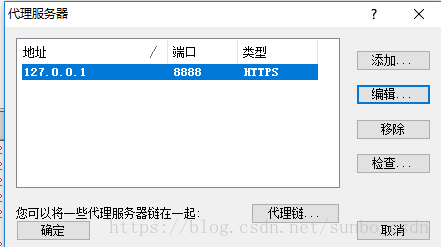 代理服务器
地址 / 端口 类型
127.0.0.1 8888 HTTPS
添加...
编辑...
移除
检查...
您可以将一些代理服务器链在一起:
代理链...
确定
取消
https://blog.csdn.net/sunbocsdn